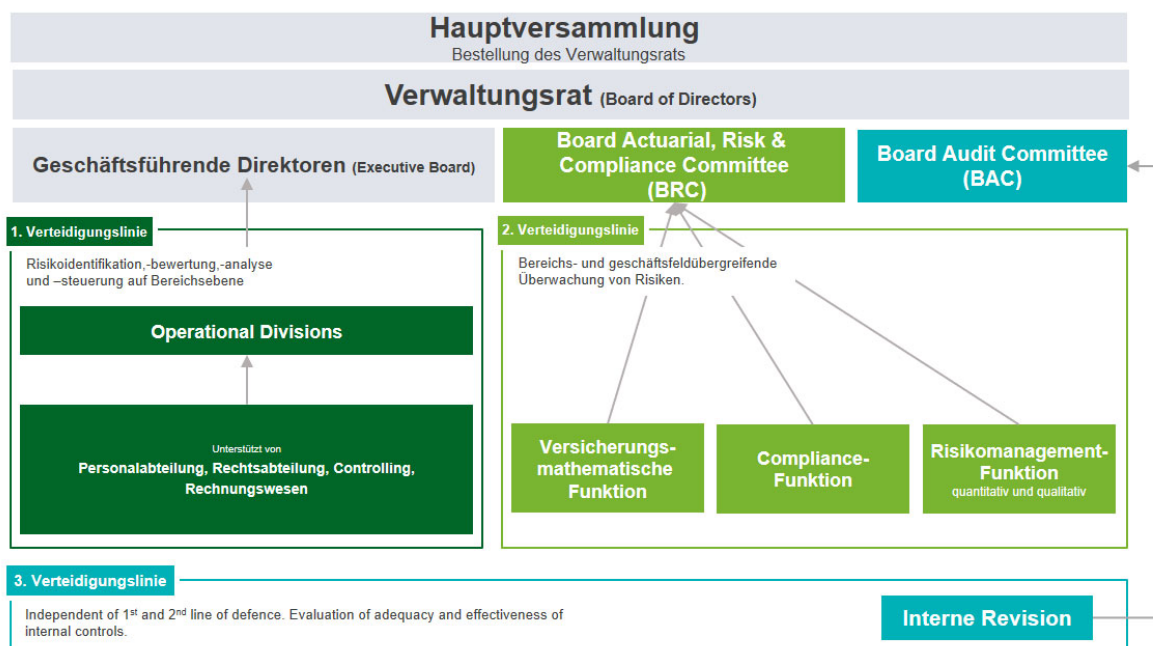 Hauptversammlung
Bestellung des Verwaltungsrats
Verwaltungsrat (Board of Directors)
Geschäftsführende Direktoren (Executive Board)
Board Actuarial, Risk &
Compliance Committee
(BRC)
Board Audit Committee
(BAC)
1. Verteidigungslinie
Risikoidentifikation,-bewertung,-analyse
und –steuerung auf Bereichsebene
Operational Divisions
Unterstützt von
Personalabteilung, Rechtsabteilung, Controlling,
Rechnungswesen
2. Verteidigungslinie
Bereichs- und geschäftsfeldübergreifende
Überwachung von Risiken.
Versicherungs-
mathematische
Funktion
Compliance-
Funktion
Risikomanagement-
Funktion
quantitativ und qualitativ
3. Verteidigungslinie
Independent of 1st and 2nd line of defence. Evaluation of adequacy and effectiveness of
internal controls.
Interne Revision